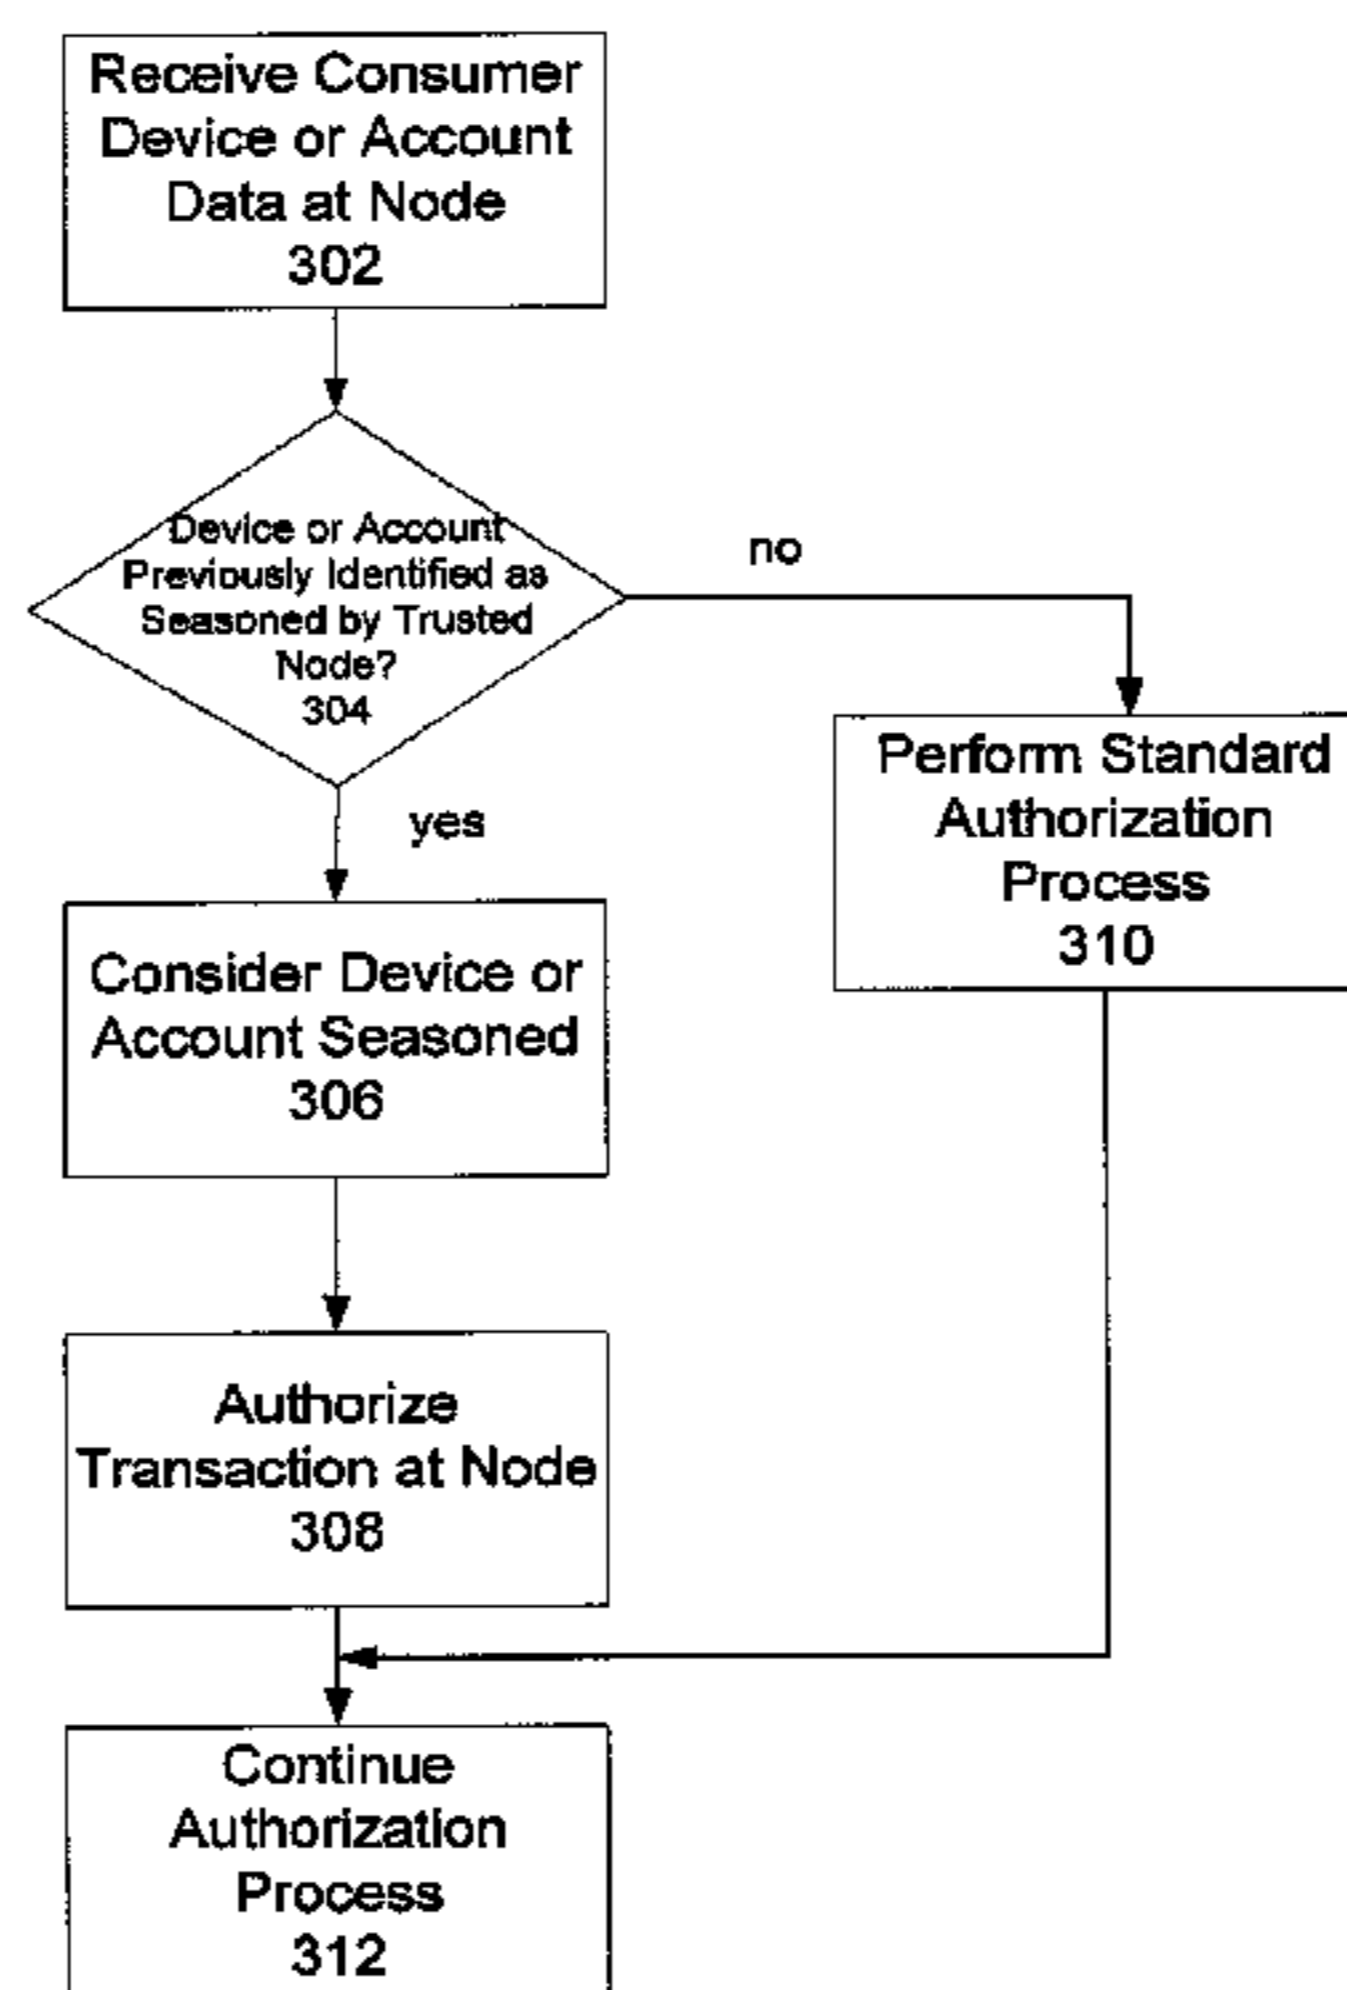 Receive Consumer
Device or Account
Data at Node
302
Device or Account
Previously Identified as
Seasoned by Trusted
Node?
304
no
yes
Perform Standard
Authorization
Process
310
Consider Device or
Account Seasoned
306
Authorize
Transaction at Node
308
Continue
Authorization
Process
312